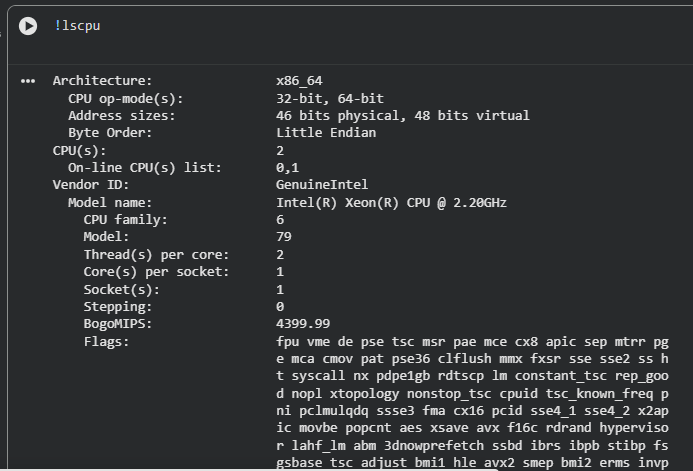 !lscpu
Architecture: x86_64
CPU op-mode(s): 32-bit, 64-bit
Address sizes: 46 bits physical, 48 bits virtual
Byte Order: Little Endian
CPU(s): 2
On-line CPU(s) list: 0,1
Vendor ID: GenuineIntel
Model name: Intel(R) Xeon(R) CPU @ 2.20GHz
CPU family: 6
Model: 79
Thread(s) per core: 2
Core(s) per socket: 1
Socket(s): 1
Stepping: 0
BogoMIPS: 4399.99
Flags: fpu vme de pse tsc msr pae mce cx8 apic sep mtrr pg
e mca cmov pat pse36 clflush mmx fxsr sse sse2 ss h
t syscall nx pdpe1gb rdtscp lm constant_tsc rep_goo
d nopl xtopology nonstop_tsc cpuid tsc_known_freq p
ni pclmulqdq ssse3 fma cx16 pcid sse4_1 sse4_2 x2ap
ic movbe popcnt aes xsave avx f16c rdrand hyperviso
r lahf_lm abm 3dnowprefetch ssbd ibrs ibpb stibp fs
gsbase tsc_adjust bmi1 hle avx2 smep bmi2 erms invp